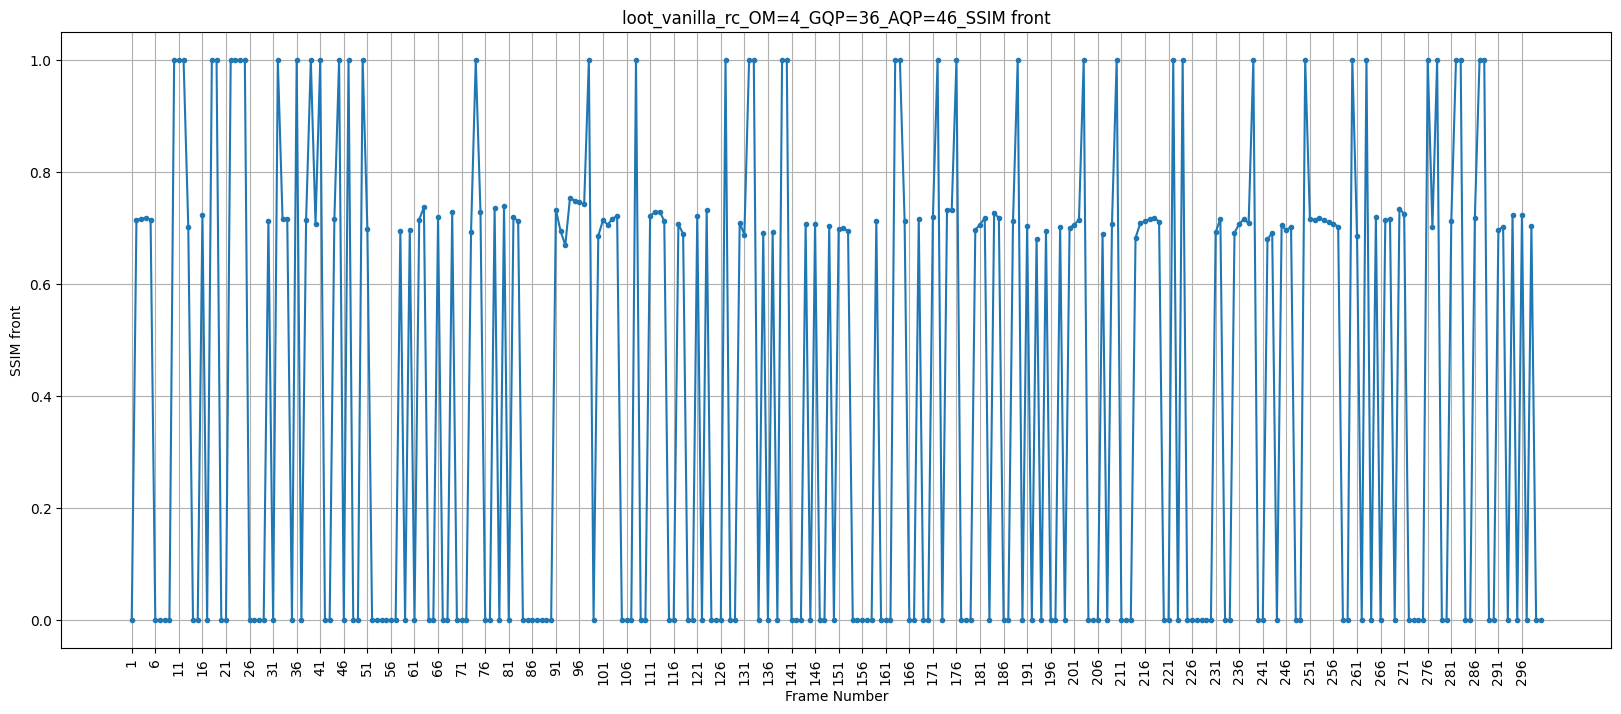 loot_vanilla_rc_OM=4_GQP=36_AQP=46_SSIM front
1.0
0.8
0.6
0.4
0.2
0.0
SSIM front
1 6 11 16 21 26 31 36 41 46 51 56 61 66 71 76 81 86 91 96 101 106 111 116 121 126 131 136 141 146 151 156 161 166 171 176 181 186 191 196 201 206 211 216 221 226 231 236 241 246 251 256 261 266 271 276 281 286 291 296
Frame Number